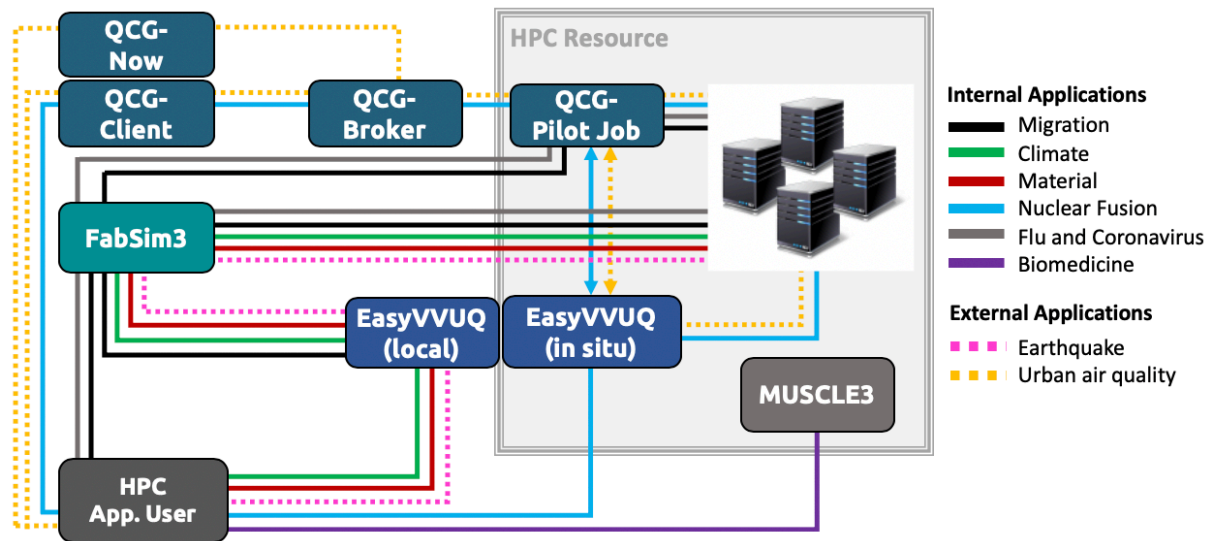 QCG-
Now
HPC Resource
QCG-
Client
QCG-
Broker
QCG-
Pilot Job
FabSim3
EasyVVUQ
(local)
EasyVVUQ
(in situ)
MUSCLE3
HPC
App. User
Internal Applications
Migration
Climate
Material
Nuclear Fusion
Flu and Coronavirus
Biomedicine
External Applications
Earthquake
Urban air quality